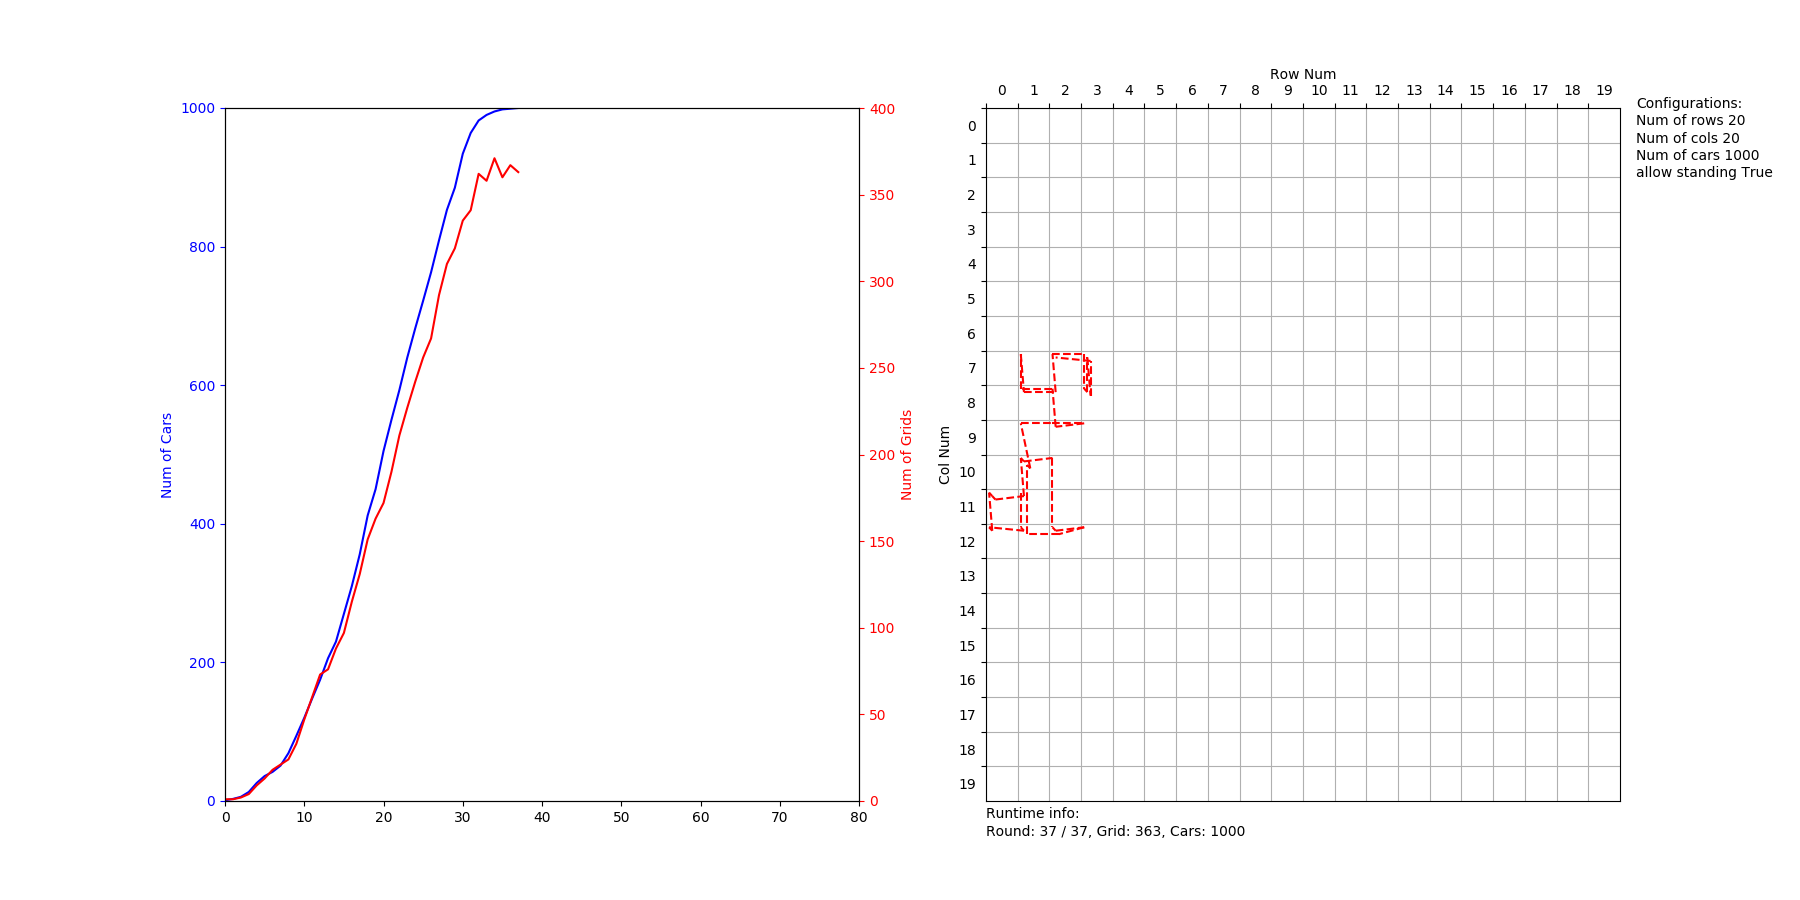 Row Num
0 1 2 3 4 5 6 7 8 9 10 11 12 13 14 15 16 17 18 19
Configurations:
Num of rows 20
Num of cols 20
Num of cars 1000
allow standing True
1000
800
600
400
200
0
Num of Cars
0 10 20 30 40 50 60 70 80
400
350
300
250
200
150
100
50
0
Num of Grids
Col Num
0
1
2
3
4
5
6
7
8
9
10
11
12
13
14
15
16
17
18
19
Runtime info:
Round: 37 / 37, Grid: 363, Cars: 1000